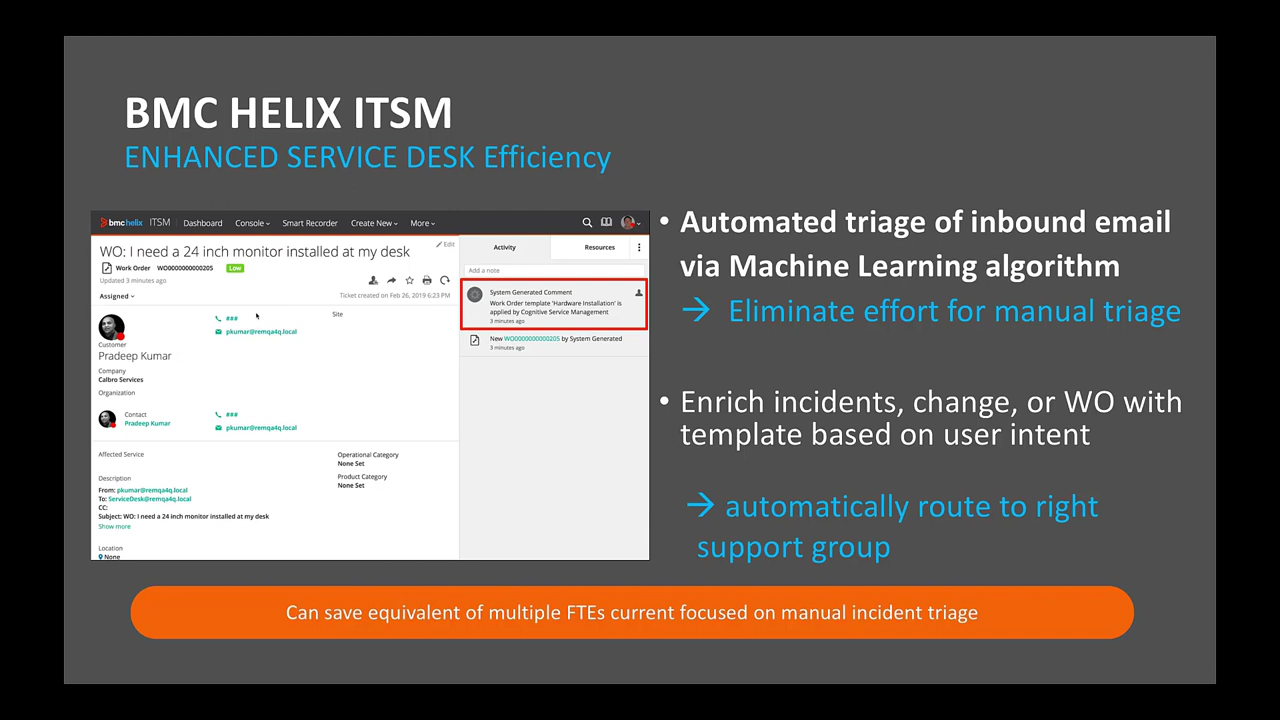 BMC HELIX ITSM
ENHANCED SERVICE DESK Efficiency
bmchelix ITSM Dashboard Console Smart Recorder Create New More
WO: I need a 24 inch monitor installed at my desk
Edit
Work Order WO0000000000205 Low
Updated 3 minutes ago
Assigned
Ticket created on Feb 26, 2019 6:23 PM
###
pkumar@remqa4q.local
Site
Customer
Pradeep Kumar
Company
Calbro Services
Organization
Contact
Pradeep Kumar
###
pkumar@remqa4q.local
Affected Service
Operational Category
None Set
Product Category
None Set
Description
From: pkumar@remqa4q.local
To: ServiceDesk@remqa4q.local
CC:
Subject: WO: I need a 24 inch monitor installed at my desk
Show more
Location
None
Activity Resources
Add a note
System Generated Comment
Work Order template 'Hardware Installation' is
applied by Cognitive Service Management
3 minutes ago
New WO0000000000205 by System Generated
3 minutes ago
• Automated triage of inbound email
via Machine Learning algorithm
→ Eliminate effort for manual triage
• Enrich incidents, change, or WO with
template based on user intent
→ automatically route to right
support group
Can save equivalent of multiple FTEs current focused on manual incident triage